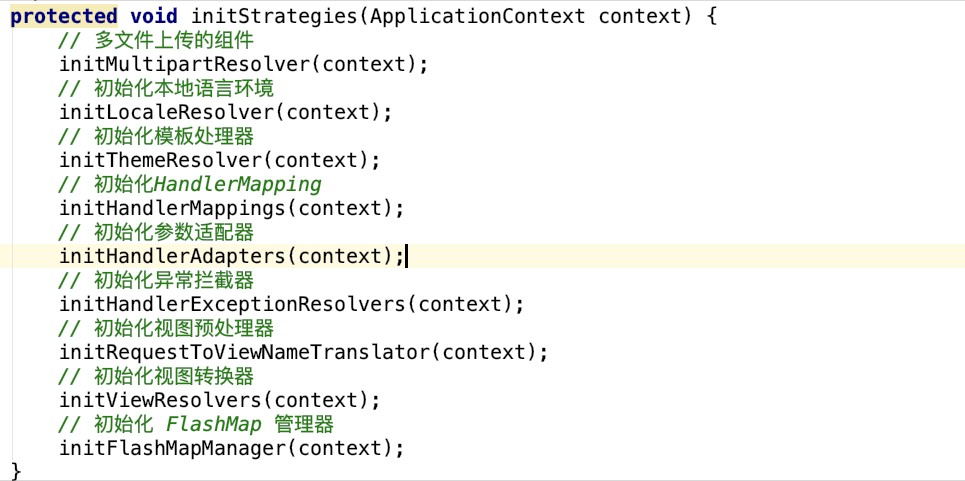 protected void initStrategies(ApplicationContext context) {
// 多文件上传的组件
initMultipartResolver(context);
// 初始化本地语言环境
initLocaleResolver(context);
// 初始化模板处理器
initThemeResolver(context);
// 初始化HandlerMapping
initHandlerMappings(context);
// 初始化参数适配器
initHandlerAdapters(context);
// 初始化异常拦截器
initHandlerExceptionResolvers(context);
// 初始化视图预处理器
initRequestToViewNameTranslator(context);
// 初始化视图转换器
initViewResolvers(context);
// 初始化 FlashMap 管理器
initFlashMapManager(context);
}